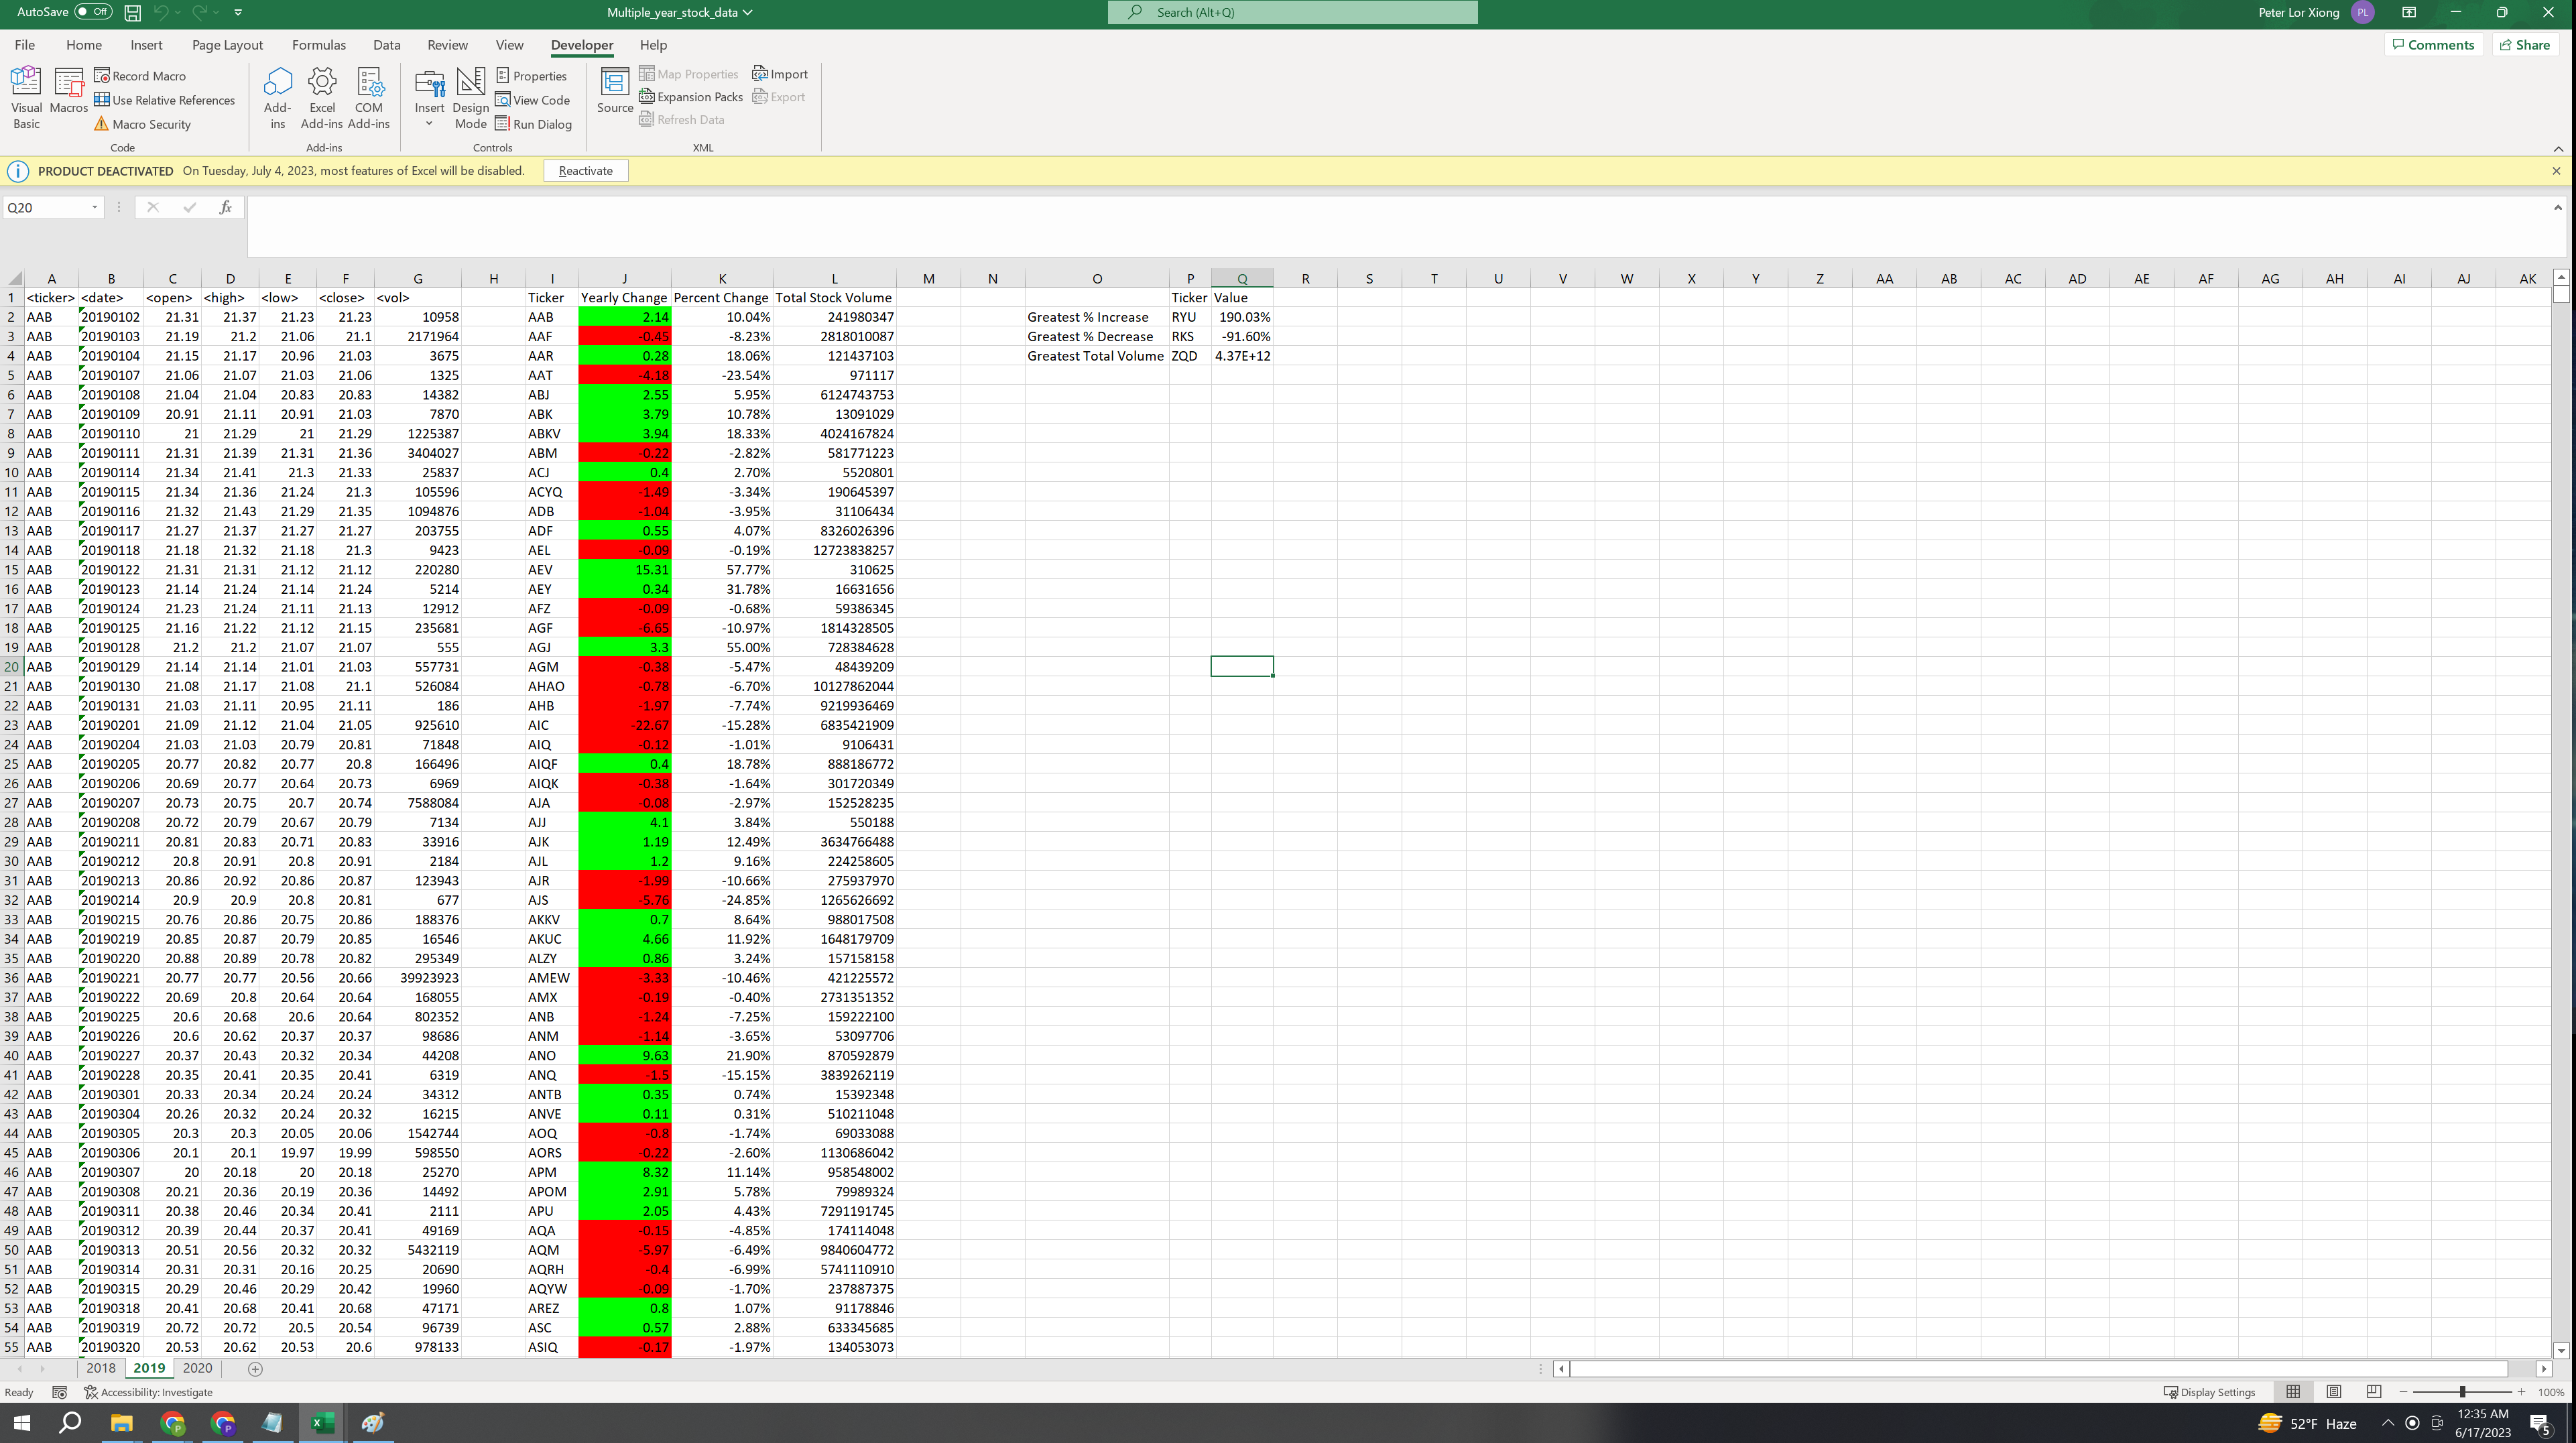 AutoSave Off Multiple_year_stock_data Search (Alt+Q) Peter Lor Xiong PL
File Home Insert Page Layout Formulas Data Review View Developer Help Comments Share
Visual Basic Macros Record Macro Use Relative References Macro Security Code
Add-ins Excel Add-ins COM Add-ins Add-ins
Insert Design Mode Properties View Code Run Dialog Controls
Source Map Properties Expansion Packs Refresh Data Import Export XML
PRODUCT DEACTIVATED On Tuesday, July 4, 2023, most features of Excel will be disabled. Reactivate
Q20 fx
A B C D E F G H I J K L M N O P Q R S T U V W X Y Z AA AB AC AD AE AF AG AH AI AJ AK
1 <ticker> <date> <open> <high> <low> <close> <vol> Ticker Yearly Change Percent Change Total Stock Volume Ticker Value
2 AAB 20190102 21.31 21.37 21.23 21.23 10958 AAB 2.14 10.04% 241980347 Greatest % Increase RYU 190.03%
3 AAB 20190103 21.19 21.2 21.06 21.1 2171964 AAF -0.45 -8.23% 2818010087 Greatest % Decrease RKS -91.60%
4 AAB 20190104 21.15 21.17 20.96 21.03 3675 AAR 0.28 18.06% 121437103 Greatest Total Volume ZQD 4.37E+12
5 AAB 20190107 21.06 21.07 21.03 21.06 1325 AAT -4.18 -23.54% 971117
6 AAB 20190108 21.04 21.04 20.83 20.83 14382 ABJ 2.55 5.95% 6124743753
7 AAB 20190109 20.91 21.11 20.91 21.03 7870 ABK 3.79 10.78% 13091029
8 AAB 20190110 21 21.29 21 21.29 1225387 ABKV 3.94 18.33% 4024167824
9 AAB 20190111 21.31 21.39 21.31 21.36 3404027 ABM -0.22 -2.82% 581771223
10 AAB 20190114 21.34 21.41 21.3 21.33 25837 ACJ 0.4 2.70% 5520801
11 AAB 20190115 21.34 21.36 21.24 21.3 105596 ACYQ -1.49 -3.34% 190645397
12 AAB 20190116 21.32 21.43 21.29 21.35 1094876 ADB -1.04 -3.95% 31106434
13 AAB 20190117 21.27 21.37 21.27 21.27 203755 ADF 0.55 4.07% 8326026396
14 AAB 20190118 21.18 21.32 21.18 21.3 9423 AEL -0.09 -0.19% 12723838257
15 AAB 20190122 21.31 21.31 21.12 21.12 220280 AEV 15.31 57.77% 310625
16 AAB 20190123 21.14 21.24 21.14 21.24 5214 AEY 0.34 31.78% 16631656
17 AAB 20190124 21.23 21.24 21.11 21.13 12912 AFZ -0.09 -0.68% 59386345
18 AAB 20190125 21.16 21.22 21.12 21.15 235681 AGF -6.65 -10.97% 1814328505
19 AAB 20190128 21.2 21.2 21.07 21.07 555 AGJ 3.3 55.00% 728384628
20 AAB 20190129 21.14 21.14 21.01 21.03 557731 AGM -0.38 -5.47% 48439209
21 AAB 20190130 21.08 21.17 21.08 21.1 526084 AHAO -0.78 -6.70% 10127862044
22 AAB 20190131 21.03 21.11 20.95 21.11 186 AHB -1.97 -7.74% 9219936469
23 AAB 20190201 21.09 21.12 21.04 21.05 925610 AIC -22.67 -15.28% 6835421909
24 AAB 20190204 21.03 21.03 20.79 20.81 71848 AIQ -0.12 -1.01% 9106431
25 AAB 20190205 20.77 20.82 20.77 20.8 166496 AIQF 0.4 18.78% 888186772
26 AAB 20190206 20.69 20.77 20.64 20.73 6969 AIQK -0.38 -1.64% 301720349
27 AAB 20190207 20.73 20.75 20.7 20.74 7588084 AJA -0.08 -2.97% 152528235
28 AAB 20190208 20.72 20.79 20.67 20.79 7134 AJJ 4.1 3.84% 550188
29 AAB 20190211 20.81 20.83 20.71 20.83 33916 AJK 1.19 12.49% 3634766488
30 AAB 20190212 20.8 20.91 20.8 20.91 2184 AJL 1.2 9.16% 224258605
31 AAB 20190213 20.86 20.92 20.86 20.87 123943 AJR -1.99 -10.66% 275937970
32 AAB 20190214 20.9 20.9 20.8 20.81 677 AJS -5.76 -24.85% 1265626692
33 AAB 20190215 20.76 20.86 20.75 20.86 188376 AKKV 0.7 8.64% 988017508
34 AAB 20190219 20.85 20.87 20.79 20.85 16546 AKUC 4.66 11.92% 1648179709
35 AAB 20190220 20.88 20.89 20.78 20.82 295349 ALZY 0.86 3.24% 157158158
36 AAB 20190221 20.77 20.77 20.56 20.66 39923923 AMEW -3.33 -10.46% 421225572
37 AAB 20190222 20.69 20.8 20.64 20.64 168055 AMX -0.19 -0.40% 2731351352
38 AAB 20190225 20.6 20.68 20.6 20.64 802352 ANB -1.24 -7.25% 159222100
39 AAB 20190226 20.6 20.62 20.37 20.37 98686 ANM -1.14 -3.65% 53097706
40 AAB 20190227 20.37 20.43 20.32 20.34 44208 ANO 9.63 21.90% 870592879
41 AAB 20190228 20.35 20.41 20.35 20.41 6319 ANQ -1.5 -15.15% 3839262119
42 AAB 20190301 20.33 20.34 20.24 20.24 34312 ANTB 0.35 0.74% 15392348
43 AAB 20190304 20.26 20.32 20.24 20.32 16215 ANVE 0.11 0.31% 510211048
44 AAB 20190305 20.3 20.3 20.05 20.06 1542744 AOQ -0.8 -1.74% 69033088
45 AAB 20190306 20.1 20.1 19.97 19.99 598550 AORS -0.22 -2.60% 1130686042
46 AAB 20190307 20 20.18 20 20.18 25270 APM 8.32 11.14% 958548002
47 AAB 20190308 20.21 20.36 20.19 20.36 14492 APOM 2.91 5.78% 79989324
48 AAB 20190311 20.38 20.46 20.34 20.41 2111 APU 2.05 4.43% 7291191745
49 AAB 20190312 20.39 20.44 20.37 20.41 49169 AQA -0.15 -4.85% 174114048
50 AAB 20190313 20.51 20.56 20.32 20.32 5432119 AQM -5.97 -6.49% 9840604772
51 AAB 20190314 20.31 20.31 20.16 20.25 20690 AQRH -0.4 -6.99% 5741110910
52 AAB 20190315 20.29 20.46 20.29 20.42 19960 AQYW -0.09 -1.70% 237887375
53 AAB 20190318 20.41 20.68 20.41 20.68 47171 AREZ 0.8 1.07% 91178846
54 AAB 20190319 20.72 20.72 20.5 20.54 96739 ASC 0.57 2.88% 633345685
55 AAB 20190320 20.53 20.62 20.53 20.6 978133 ASIQ -0.17 -1.97% 134053073
2018 2019 2020
Ready Accessibility: Investigate Display Settings 100%
52°F Haze 12:35 AM
6/17/2023 5